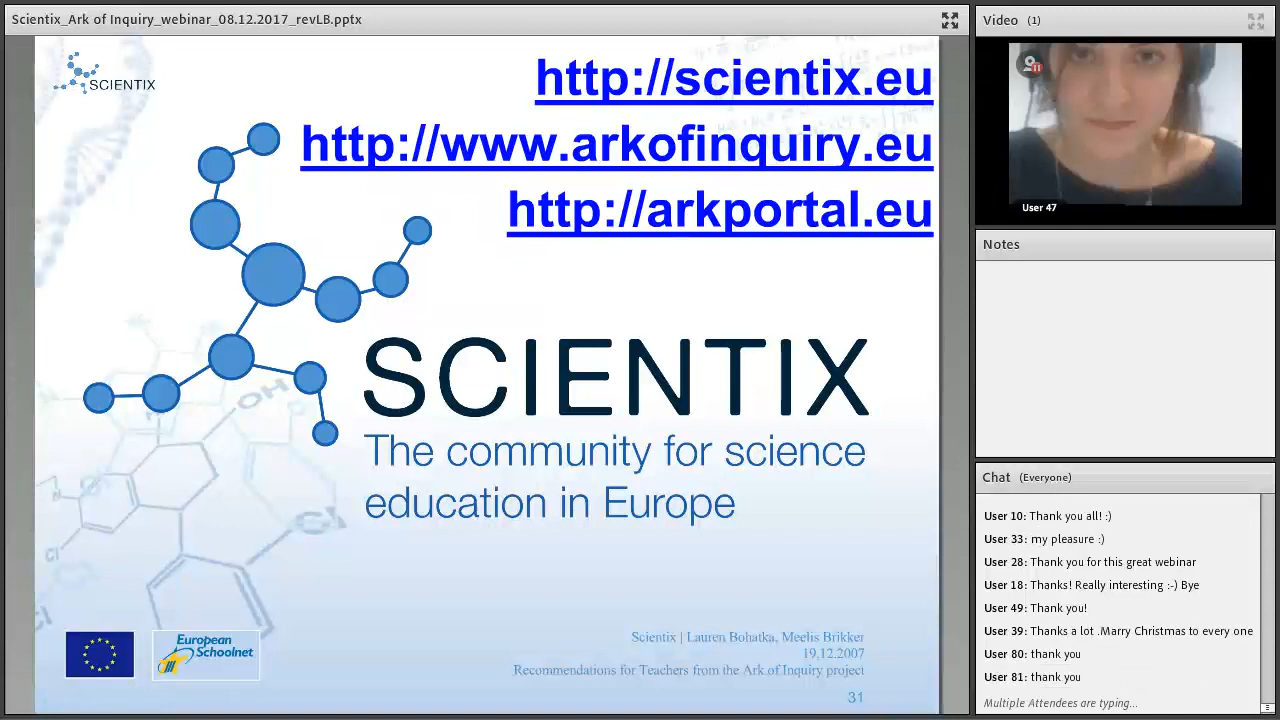 Scientix_Ark of Inquiry_webinar_08.12.2017_revLB.pptx
SCIENTIX
http://scientix.eu
http://www.arkofinquiry.eu
http://arkportal.eu
OH
Cl
Cl
Cl
SCIENTIX
The community for science
education in Europe
European
Schoolnet
Scientix | Lauren Bohatka, Meelis Brikker
19,12.2007
Recommendations for Teachers from the Ark of Inquiry project
31
Video (1)
User 47
Notes
Chat (Everyone)
User 10: Thank you all! :)
User 33: my pleasure :)
User 28: Thank you for this great webinar
User 18: Thanks! Really interesting :-) Bye
User 49: Thank you!
User 39: Thanks a lot .Marry Christmas to every one
User 80: thank you
User 81: thank you
Multiple Attendees are typing...